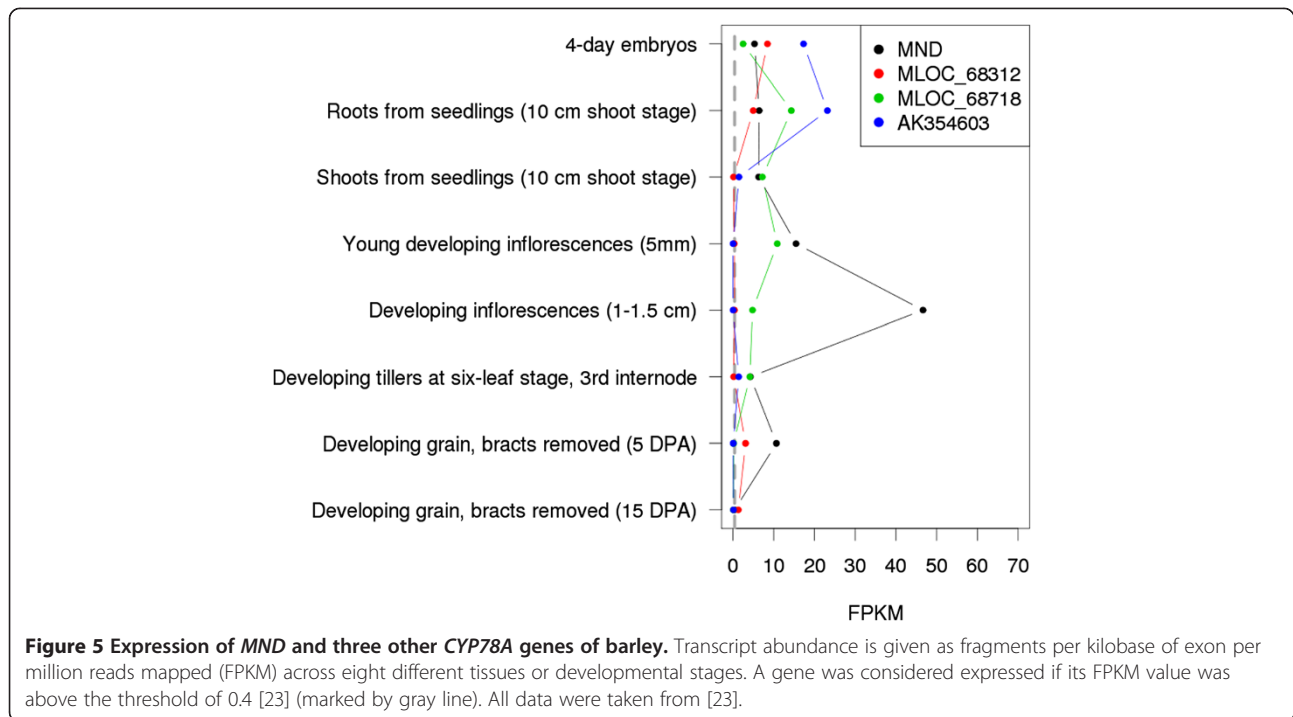 4-day embryos
Roots from seedlings (10 cm shoot stage)
Shoots from seedlings (10 cm shoot stage)
Young developing inflorescences (5mm)
Developing inflorescences (1-1.5 cm)
Developing tillers at six-leaf stage, 3rd internode
Developing grain, bracts removed (5 DPA)
Developing grain, bracts removed (15 DPA)
MND
MLOC_68312
MLOC_68718
AK354603
0 10 20 30 40 50 60 70
FPKM
Figure 5 Expression of MND and three other CYP78A genes of barley. Transcript abundance is given as fragments per kilobase of exon per
million reads mapped (FPKM) across eight different tissues or developmental stages. A gene was considered expressed if its FPKM value was
above the threshold of 0.4 [23] (marked by gray line). All data were taken from [23].